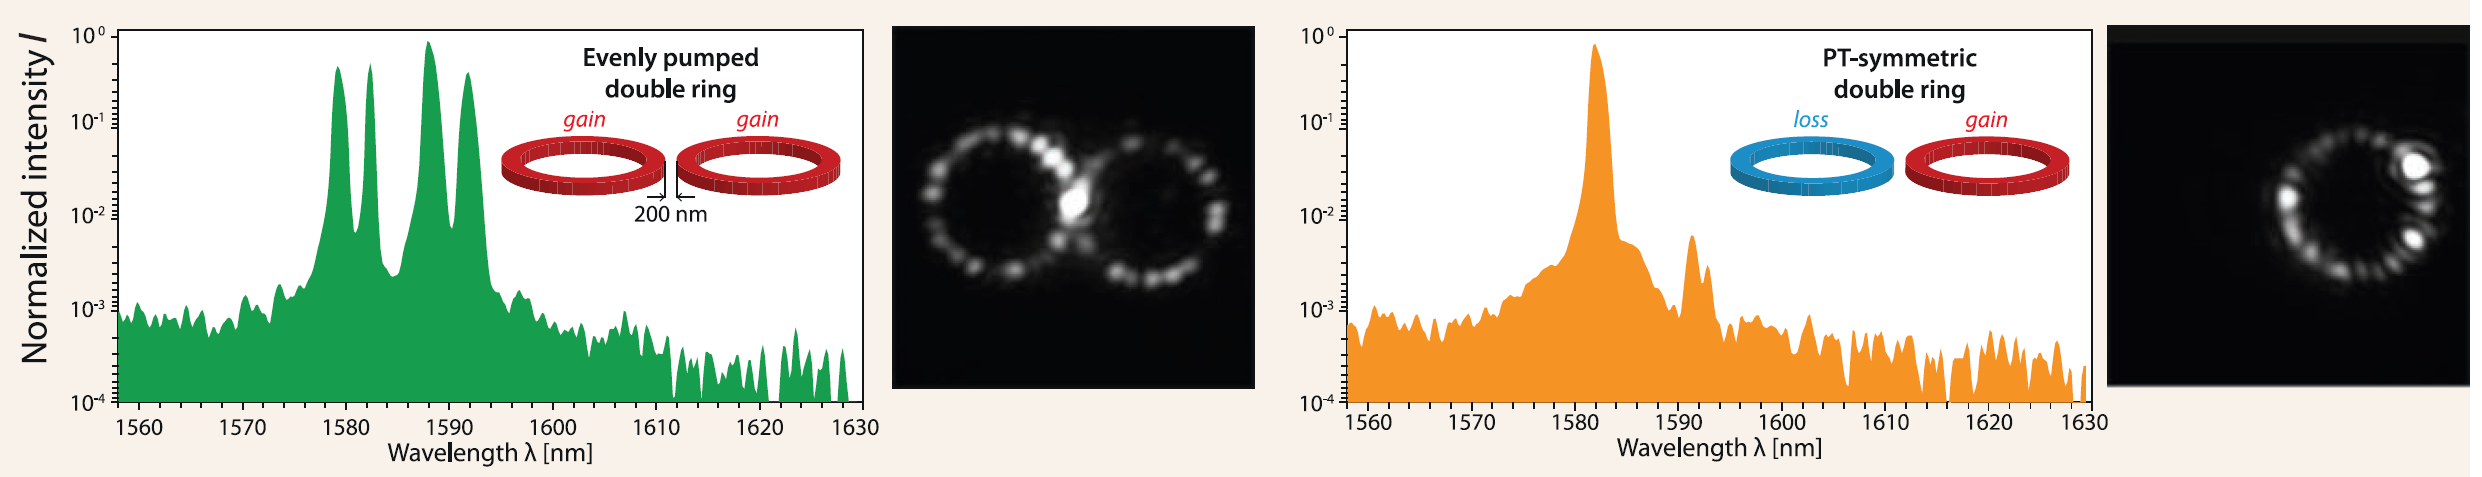 Normalized intensity I
10⁰
10⁻¹
10⁻²
10⁻³
10⁻⁴
Evenly pumped
double ring
gain gain
200 nm
1560 1570 1580 1590 1600 1610 1620 1630
Wavelength λ [nm]
10⁰
10⁻¹
10⁻²
10⁻³
10⁻⁴
PT-symmetric
double ring
loss gain
1560 1570 1580 1590 1600 1610 1620 1630
Wavelength λ [nm]